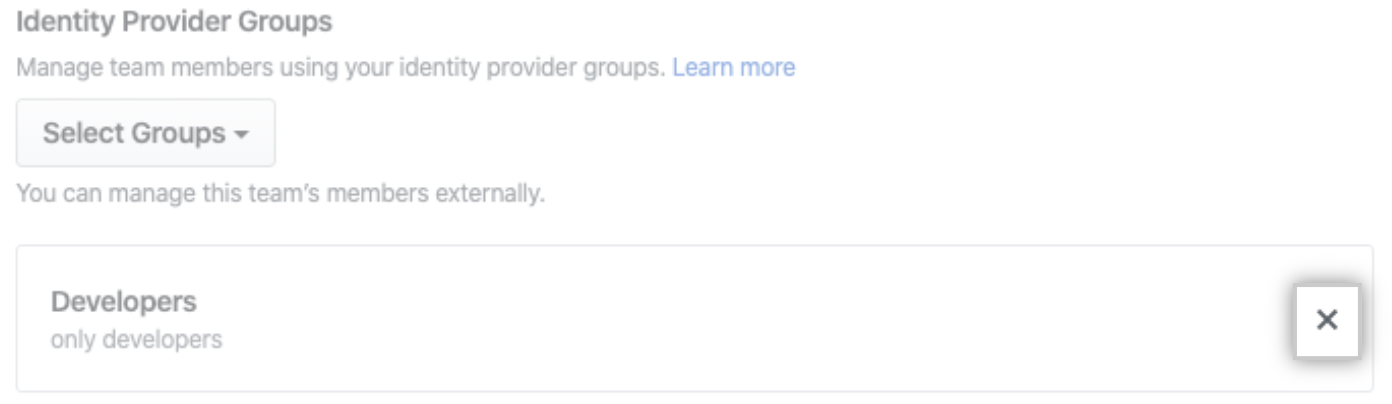 Identity Provider Groups
Manage team members using your identity provider groups. Learn more
Select Groups
You can manage this team’s members externally.
Developers
only developers